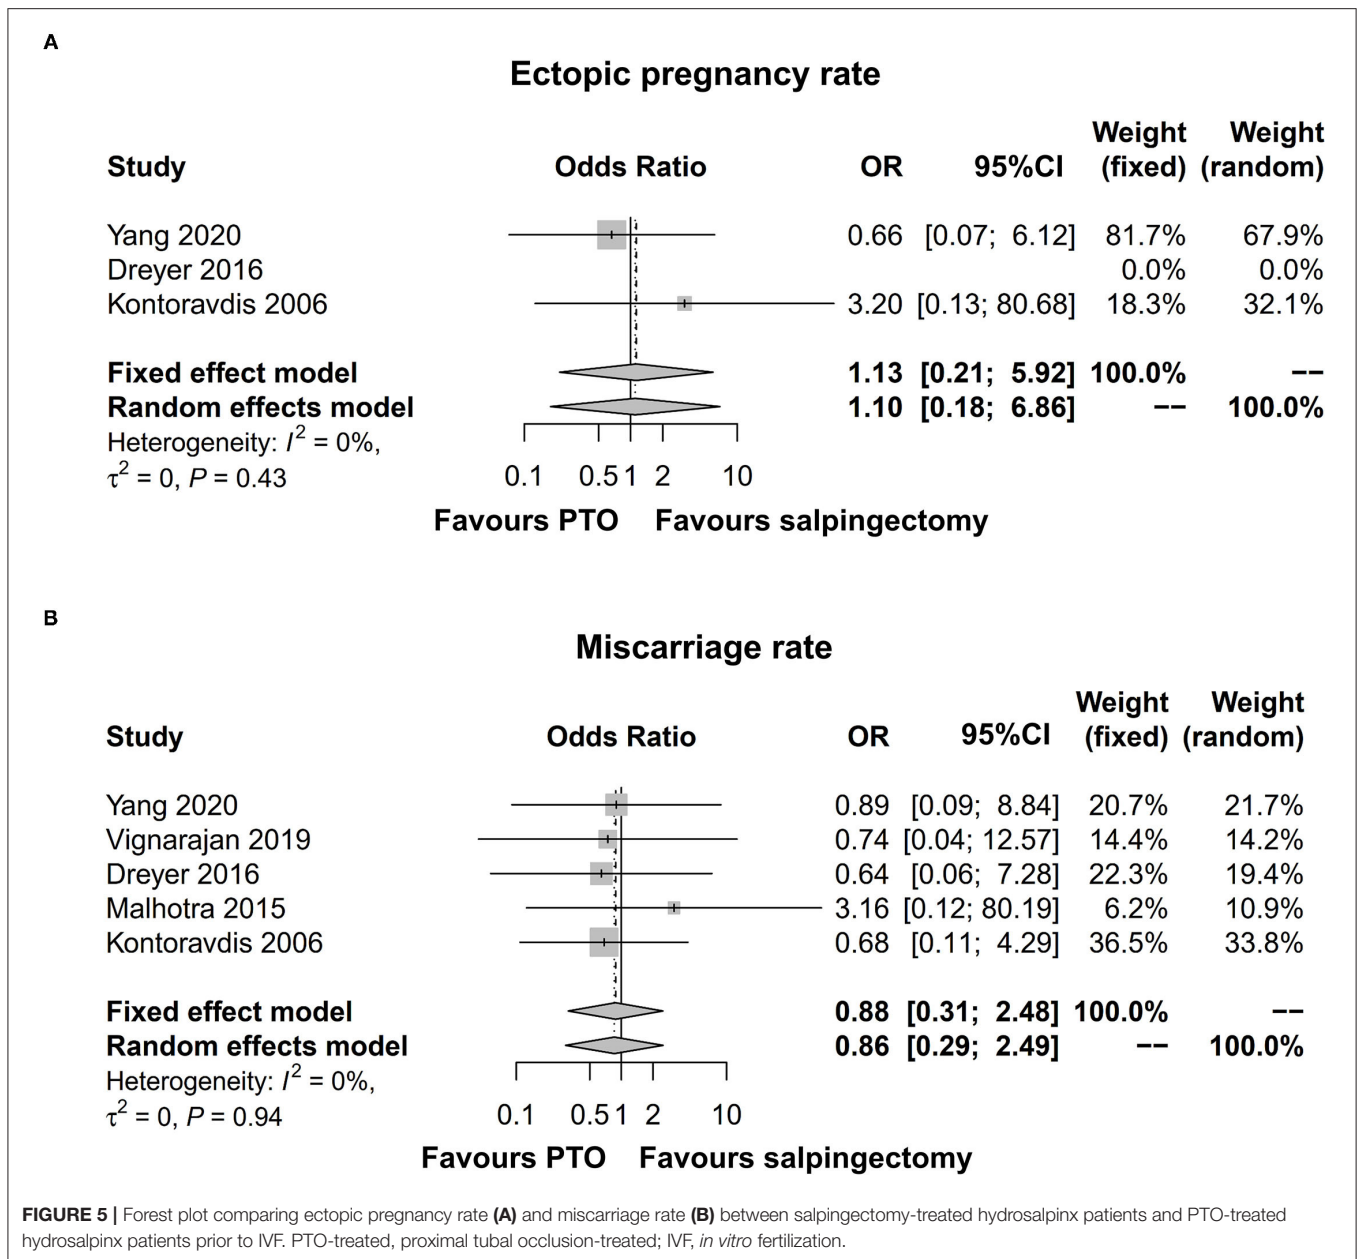 A
Ectopic pregnancy rate
Weight Weight
Study Odds Ratio OR 95%CI (fixed) (random)
Yang 2020 0.66 [0.07; 6.12] 81.7% 67.9%
Dreyer 2016 0.0% 0.0%
Kontoravdis 2006 3.20 [0.13; 80.68] 18.3% 32.1%
Fixed effect model 1.13 [0.21; 5.92] 100.0% −−
Random effects model 1.10 [0.18; 6.86] −− 100.0%
Heterogeneity: I² = 0%,
τ² = 0, P = 0.43
0.1 0.5 1 2 10
Favours PTO Favours salpingectomy
B
Miscarriage rate
Weight Weight
Study Odds Ratio OR 95%CI (fixed) (random)
Yang 2020 0.89 [0.09; 8.84] 20.7% 21.7%
Vignarajan 2019 0.74 [0.04; 12.57] 14.4% 14.2%
Dreyer 2016 0.64 [0.06; 7.28] 22.3% 19.4%
Malhotra 2015 3.16 [0.12; 80.19] 6.2% 10.9%
Kontoravdis 2006 0.68 [0.11; 4.29] 36.5% 33.8%
Fixed effect model 0.88 [0.31; 2.48] 100.0% −−
Random effects model 0.86 [0.29; 2.49] −− 100.0%
Heterogeneity: I² = 0%,
τ² = 0, P = 0.94
0.1 0.5 1 2 10
Favours PTO Favours salpingectomy
FIGURE 5 | Forest plot comparing ectopic pregnancy rate (A) and miscarriage rate (B) between salpingectomy-treated hydrosalpinx patients and PTO-treated
hydrosalpinx patients prior to IVF. PTO-treated, proximal tubal occlusion-treated; IVF, in vitro fertilization.